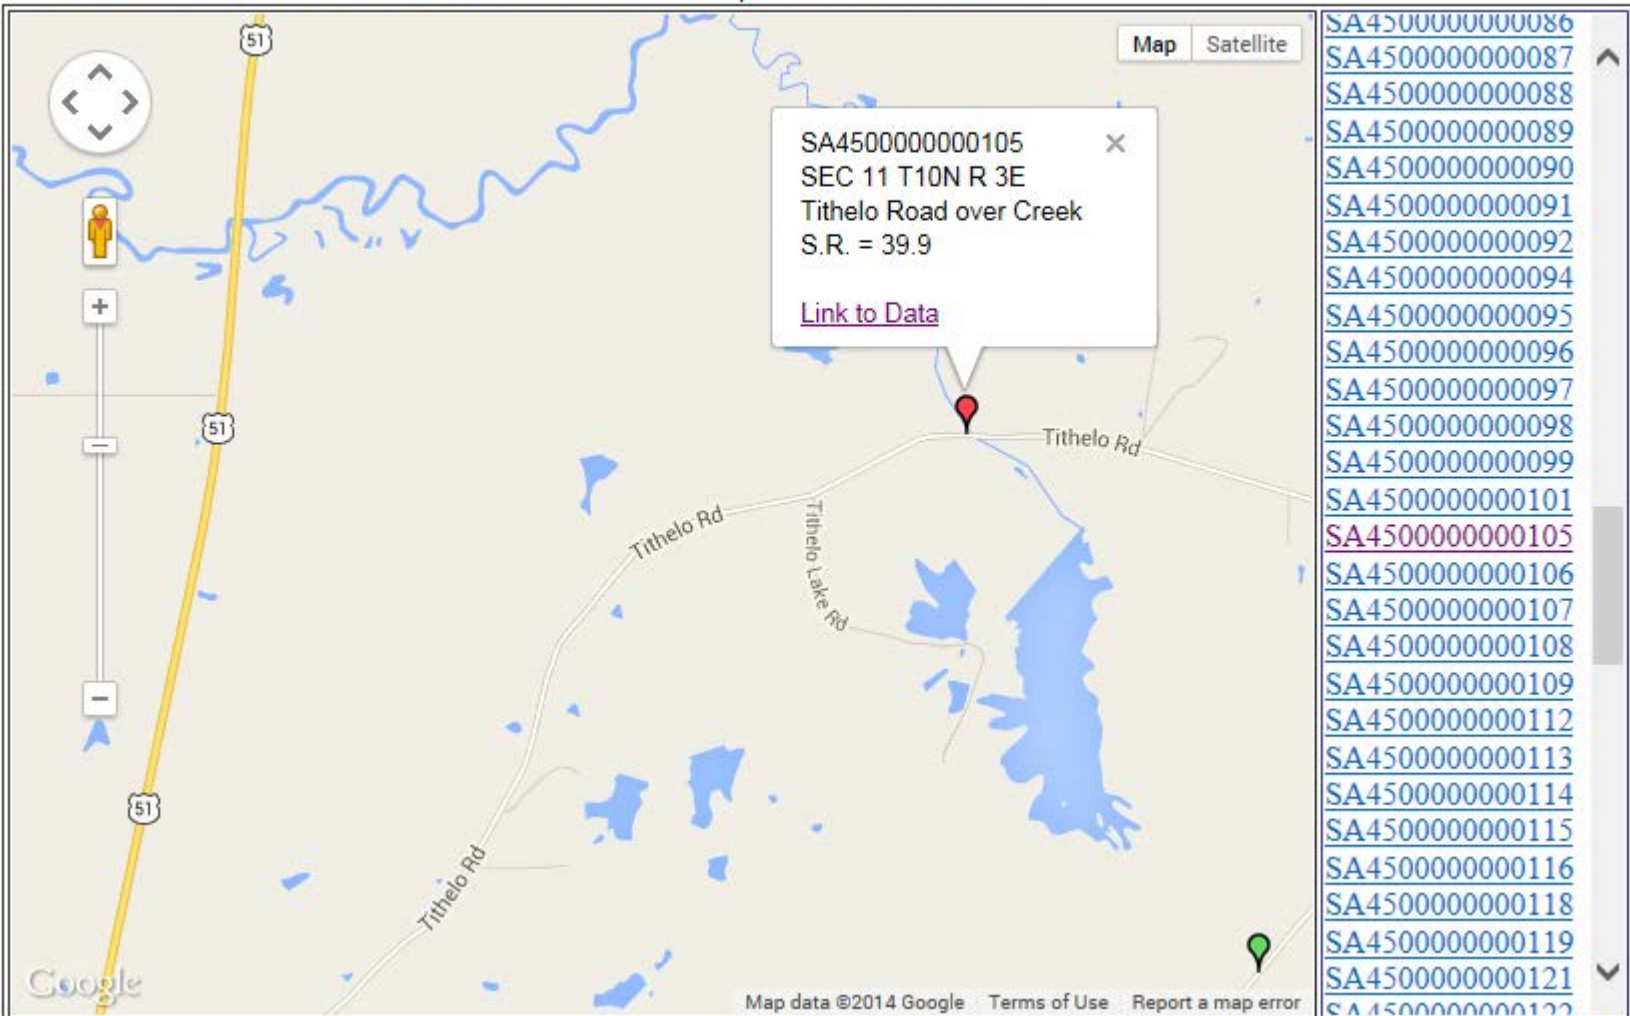 51
Map Satellite
SA4500000000105
SEC 11 T10N R 3E
Tithelo Road over Creek
S.R. = 39.9
Link to Data
51
Tithelo Rd
Tithelo Rd
Tithelo Lake Rd
51
Tithelo Rd
Google
Map data ©2014 Google Terms of Use Report a map error
SA4500000000086
SA4500000000087
SA4500000000088
SA4500000000089
SA4500000000090
SA4500000000091
SA4500000000092
SA4500000000094
SA4500000000095
SA4500000000096
SA4500000000097
SA4500000000098
SA4500000000099
SA4500000000101
SA4500000000105
SA4500000000106
SA4500000000107
SA4500000000108
SA4500000000109
SA4500000000112
SA4500000000113
SA4500000000114
SA4500000000115
SA4500000000116
SA4500000000118
SA4500000000119
SA4500000000121
SA4500000000122